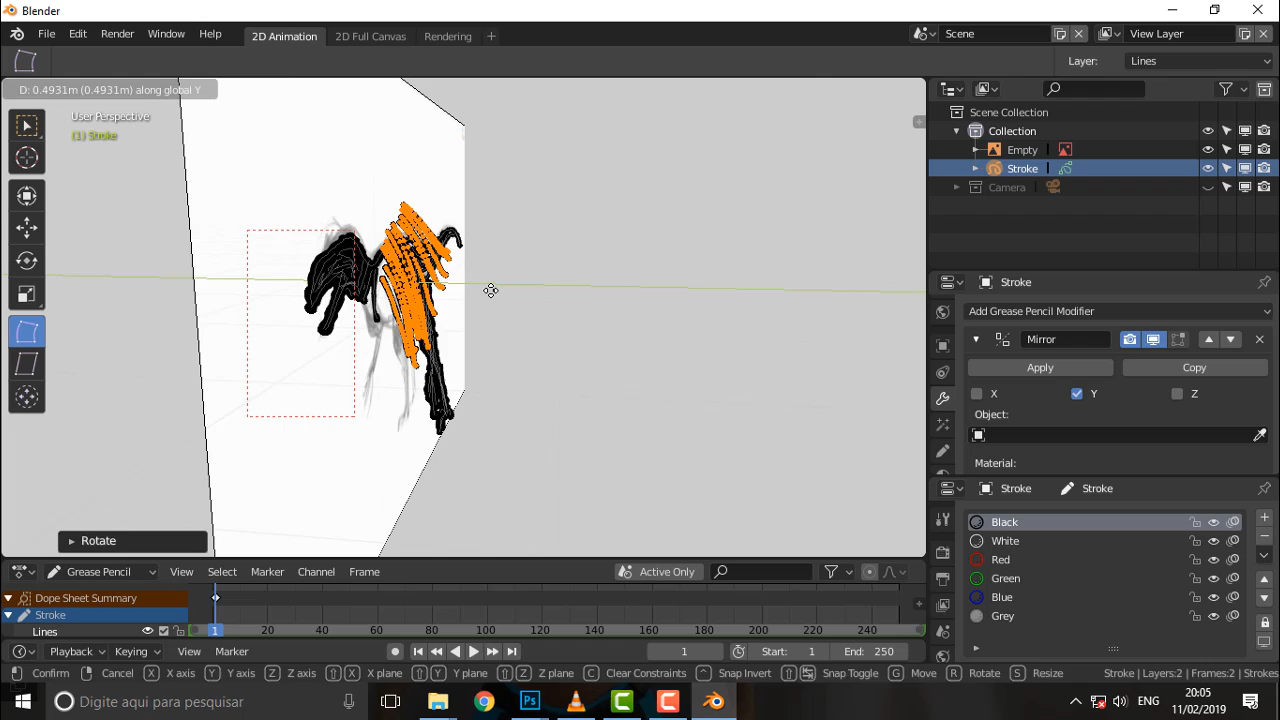 Blender
File Edit Render Window Help
2D Animation 2D Full Canvas Rendering
Scene
View Layer
Layer: Lines
D: 0.4931m (0.4931m) along global Y
User Perspective
(1) Stroke
Scene Collection
Collection
Empty
Stroke
Camera
Stroke
Add Grease Pencil Modifier
Mirror
Apply Copy
X Y Z
Object:
Material:
Stroke Stroke
Black
White
Red
Green
Blue
Grey
Rotate
Grease Pencil View Select Marker Channel Frame Active Only
Dope Sheet Summary
Stroke
Lines
1 20 40 60 80 100 120 140 160 180 200 220 240
Playback Keying View Marker 1 Start: 1 End: 250
Confirm Cancel X X axis Y Y axis Z Z axis X X plane Y Y plane Z Z plane C Clear Constraints Snap Invert Snap Toggle G Move R Rotate S Resize Stroke | Layers:2 | Frames:2 | Strokes
Digite aqui para pesquisar
Ps
ENG
20:05
11/02/2019